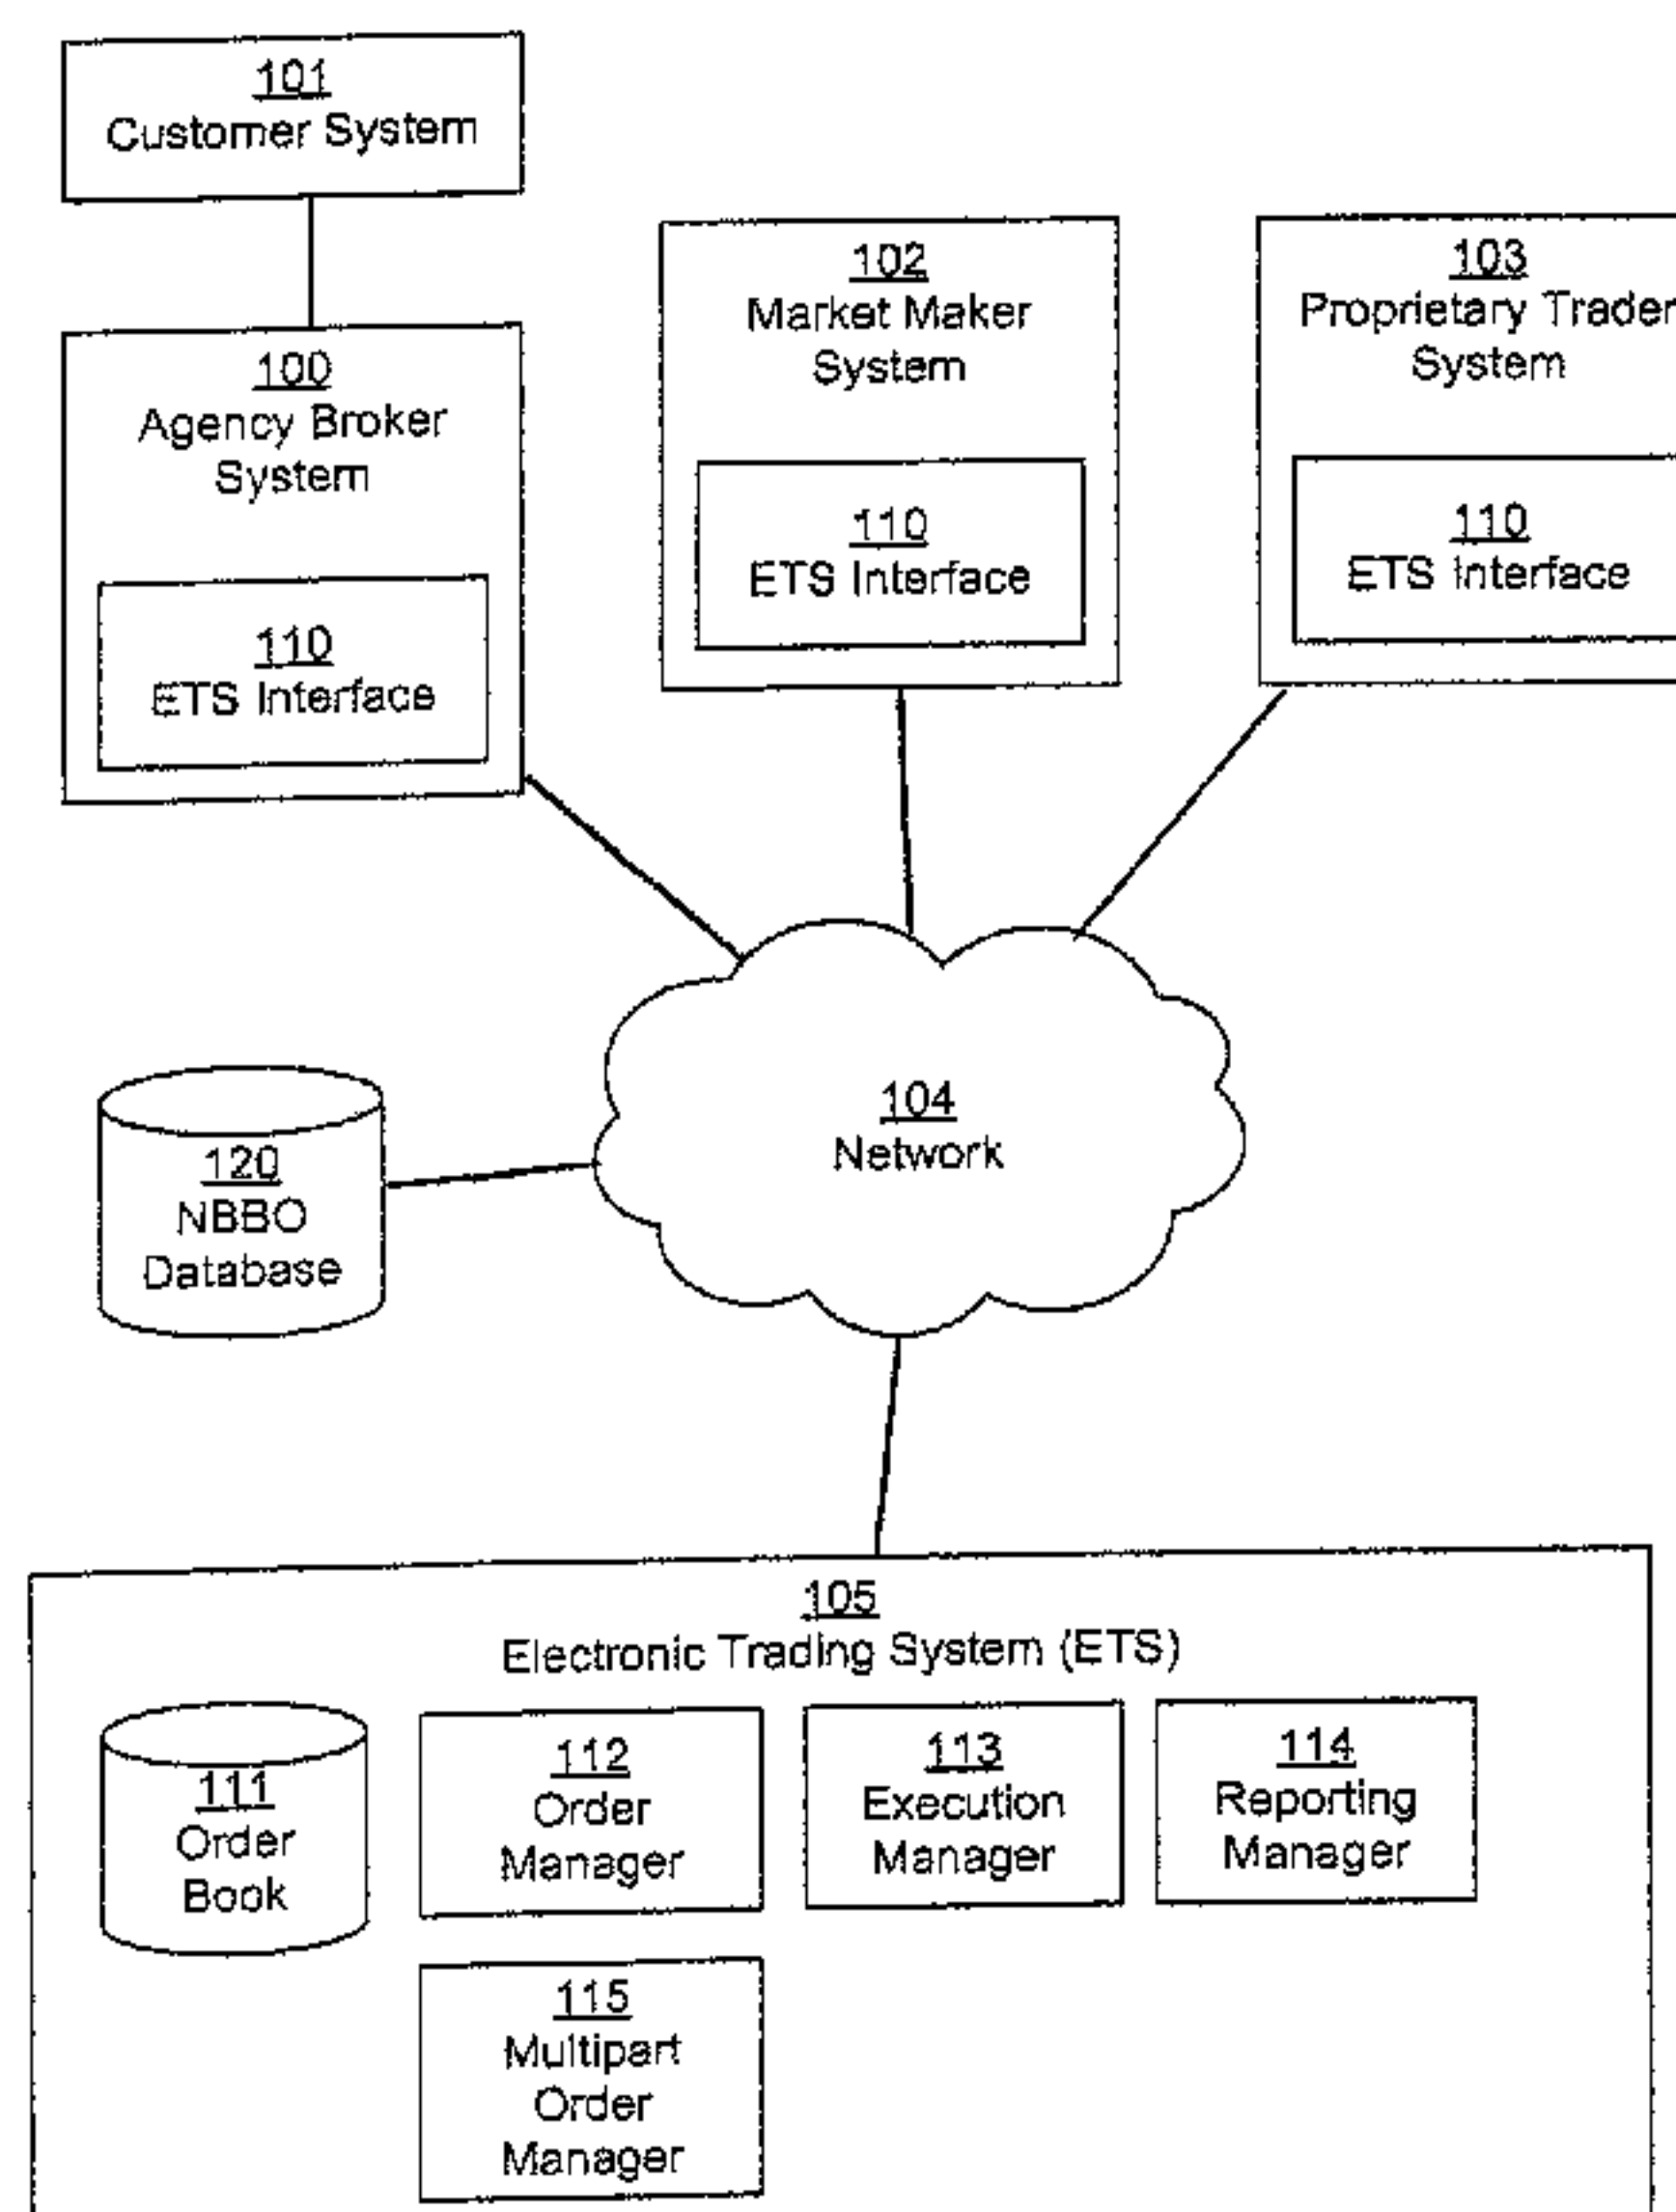 101
Customer System
102
Market Maker
System
103
Proprietary Trader
System
100
Agency Broker
System
110
ETS Interface
110
ETS Interface
110
ETS Interface
104
Network
120
NBBO
Database
105
Electronic Trading System (ETS)
111
Order
Book
112
Order
Manager
113
Execution
Manager
114
Reporting
Manager
115
Multipart
Order
Manager